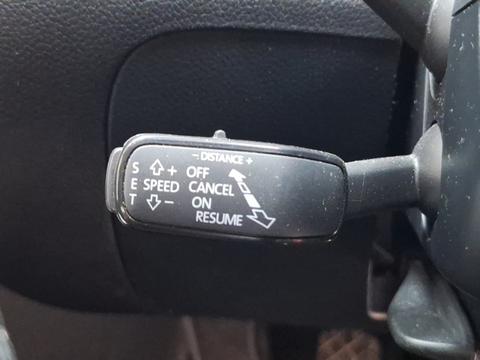 - DISTANCE +
S + OFF
E SPEED CANCEL
T - ON
RESUME